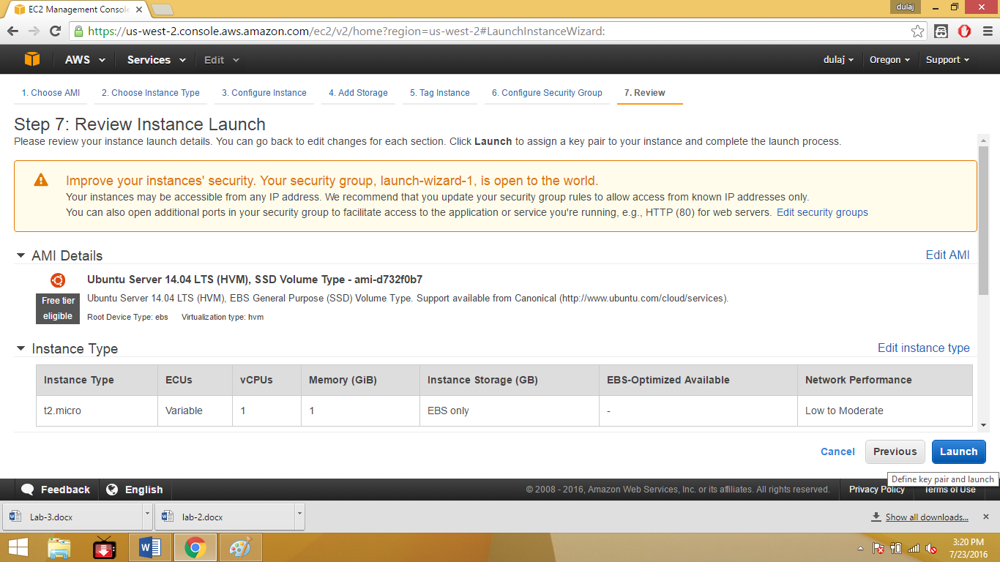 EC2 Management Conso
dulaj
https://us-west-2.console.aws.amazon.com/ec2/v2/home?region=us-west-2#LaunchInstanceWizard:
AWS Services Edit dulaj Oregon Support
1. Choose AMI 2. Choose Instance Type 3. Configure Instance 4. Add Storage 5. Tag Instance 6. Configure Security Group 7. Review
Step 7: Review Instance Launch
Please review your instance launch details. You can go back to edit changes for each section. Click Launch to assign a key pair to your instance and complete the launch process.
Improve your instances' security. Your security group, launch-wizard-1, is open to the world.
Your instances may be accessible from any IP address. We recommend that you update your security group rules to allow access from known IP addresses only.
You can also open additional ports in your security group to facilitate access to the application or service you're running, e.g., HTTP (80) for web servers. Edit security groups
AMI Details Edit AMI
Ubuntu Server 14.04 LTS (HVM), SSD Volume Type - ami-d732f0b7
Free tier eligible
Ubuntu Server 14.04 LTS (HVM), EBS General Purpose (SSD) Volume Type. Support available from Canonical (http://www.ubuntu.com/cloud/services).
Root Device Type: ebs Virtualization type: hvm
Instance Type Edit instance type
Instance Type ECUs vCPUs Memory (GiB) Instance Storage (GB) EBS-Optimized Available Network Performance
t2.micro Variable 1 1 EBS only - Low to Moderate
Cancel Previous Launch
Define key pair and launch
Feedback English © 2008 - 2016, Amazon Web Services, Inc. or its affiliates. All rights reserved. Privacy Policy Terms of Use
Lab-3.docx lab-2.docx Show all downloads...
3:20 PM
7/23/2016